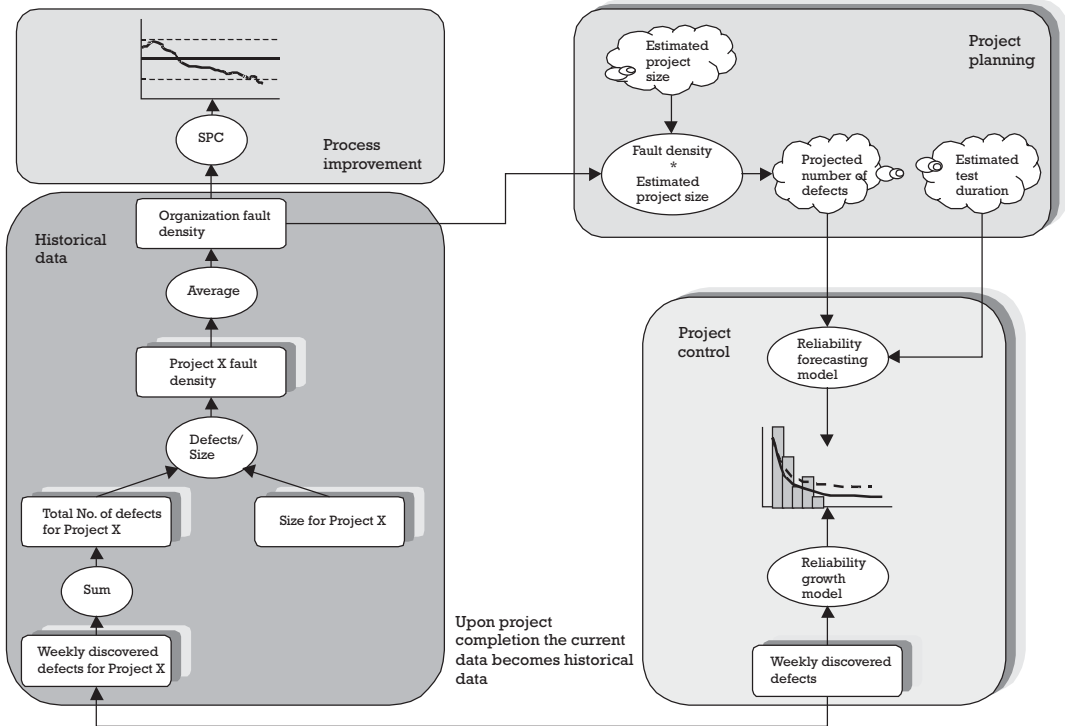 SPC
Process
improvement
Organization fault
density
Historical
data
Average
Project X fault
density
Defects/
Size
Total No. of defects
for Project X
Size for Project X
Sum
Weekly discovered
defects for Project X
Upon project
completion the current
data becomes historical
data
Project
planning
Estimated
project
size
Fault density
*
Estimated
project size
Projected
number of
defects
Estimated
test
duration
Project
control
Reliability
forecasting
model
Reliability
growth
model
Weekly discovered
defects